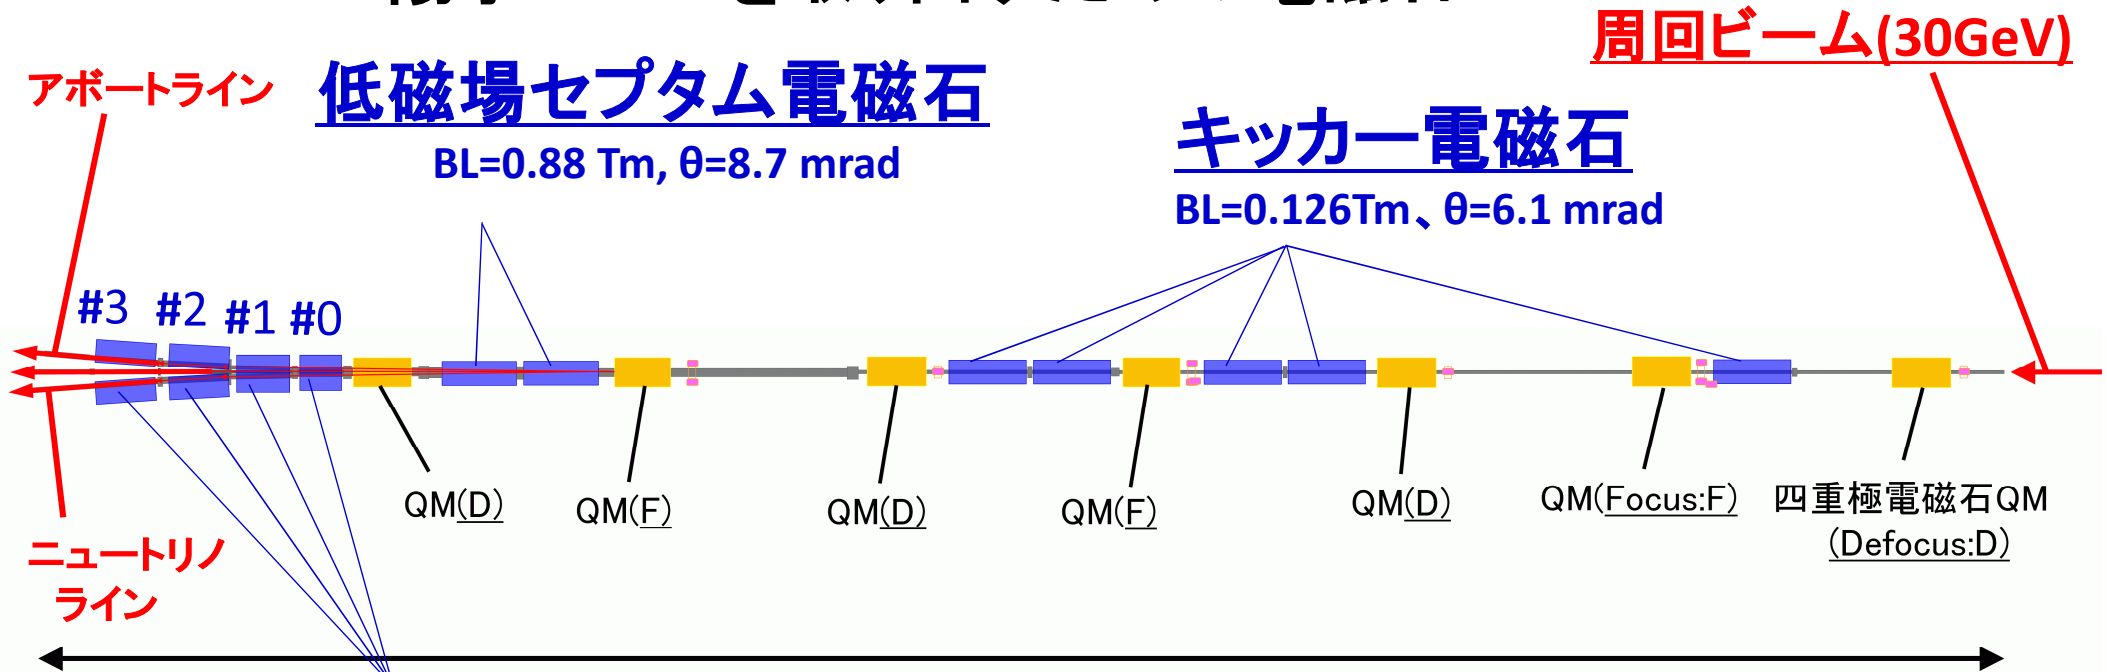 周回ビーム(30GeV)
アボートライン
低磁場セプタム電磁石
BL=0.88 Tm, θ=8.7 mrad
キッカー電磁石
BL=0.126Tm、θ=6.1 mrad
#3 #2 #1 #0
QM(D)
QM(F)
QM(D)
QM(F)
QM(D)
QM(Focus:F)
四重極電磁石QM
(Defocus:D)
ニュートリノ
ライン